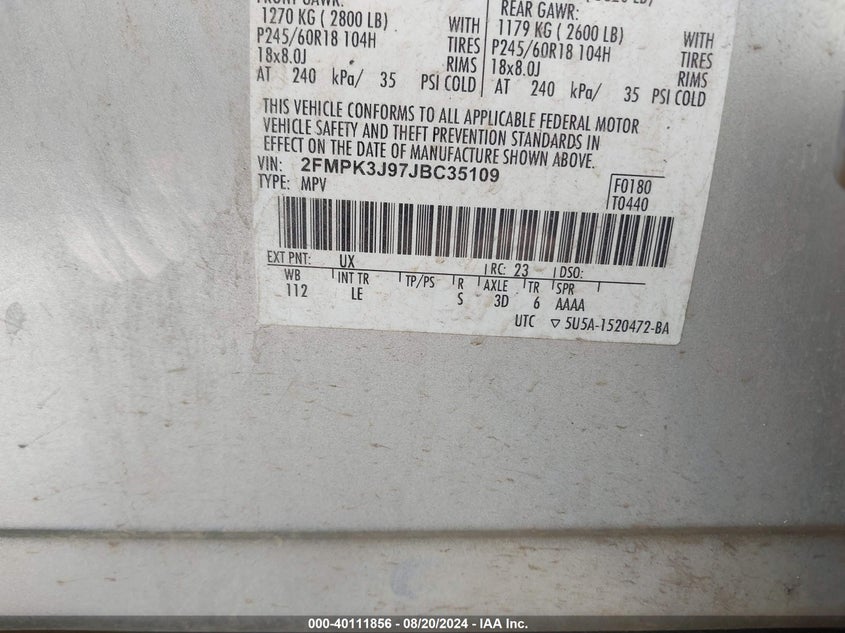 FRONT GAWR:
1270 KG ( 2800 LB) WITH
P245/60R18 104H TIRES
18x8.0J RIMS
AT 240 kPa/ 35 PSI COLD
REAR GAWR:
1179 KG ( 2600 LB) WITH
P245/60R18 104H TIRES
18x8.0J RIMS
AT 240 kPa/ 35 PSI COLD
THIS VEHICLE CONFORMS TO ALL APPLICABLE FEDERAL MOTOR
VEHICLE SAFETY AND THEFT PREVENTION STANDARDS IN
EFFECT ON THE DATE OF MANUFACTURE SHOWN ABOVE.
VIN: 2FMPK3J97JBC35109
TYPE: MPV
F0180
T0440
EXT PNT: UX RC: 23 DSO:
WB INT TR TP/PS R AXLE TR SPR
112 LE S 3D 6 AAAA
UTC ▽ 5U5A-1520472-BA
000-40111856 - 08/20/2024 - IAA Inc.